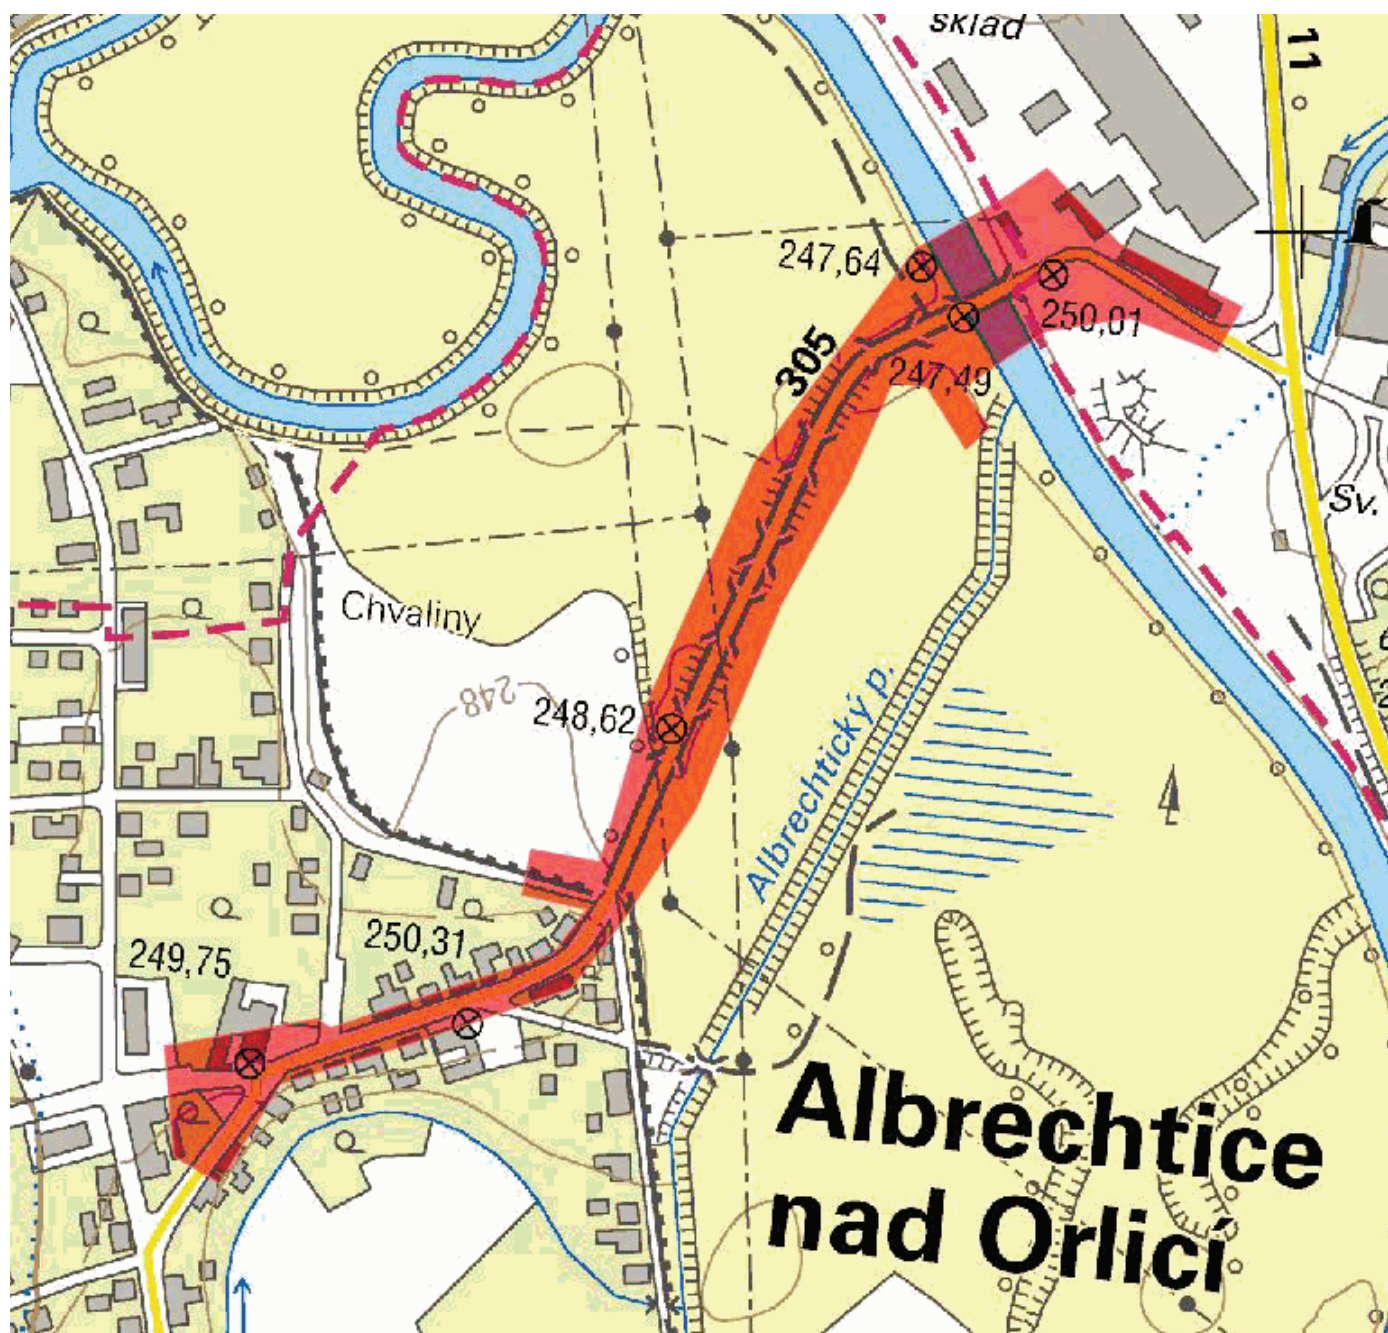 sklad
11
247,64
250,01
305
247,49
Sv.
Chvaliny
248
248,62
Albrechtický p.
250,31
249,75
Albrechtice
nad Orlicí